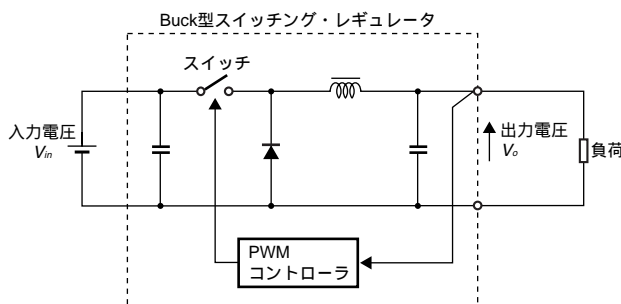 Buck型スイッチング・レギュレータ
スイッチ
入力電圧
Vin
出力電圧
Vo
負荷
PWM
コントローラ